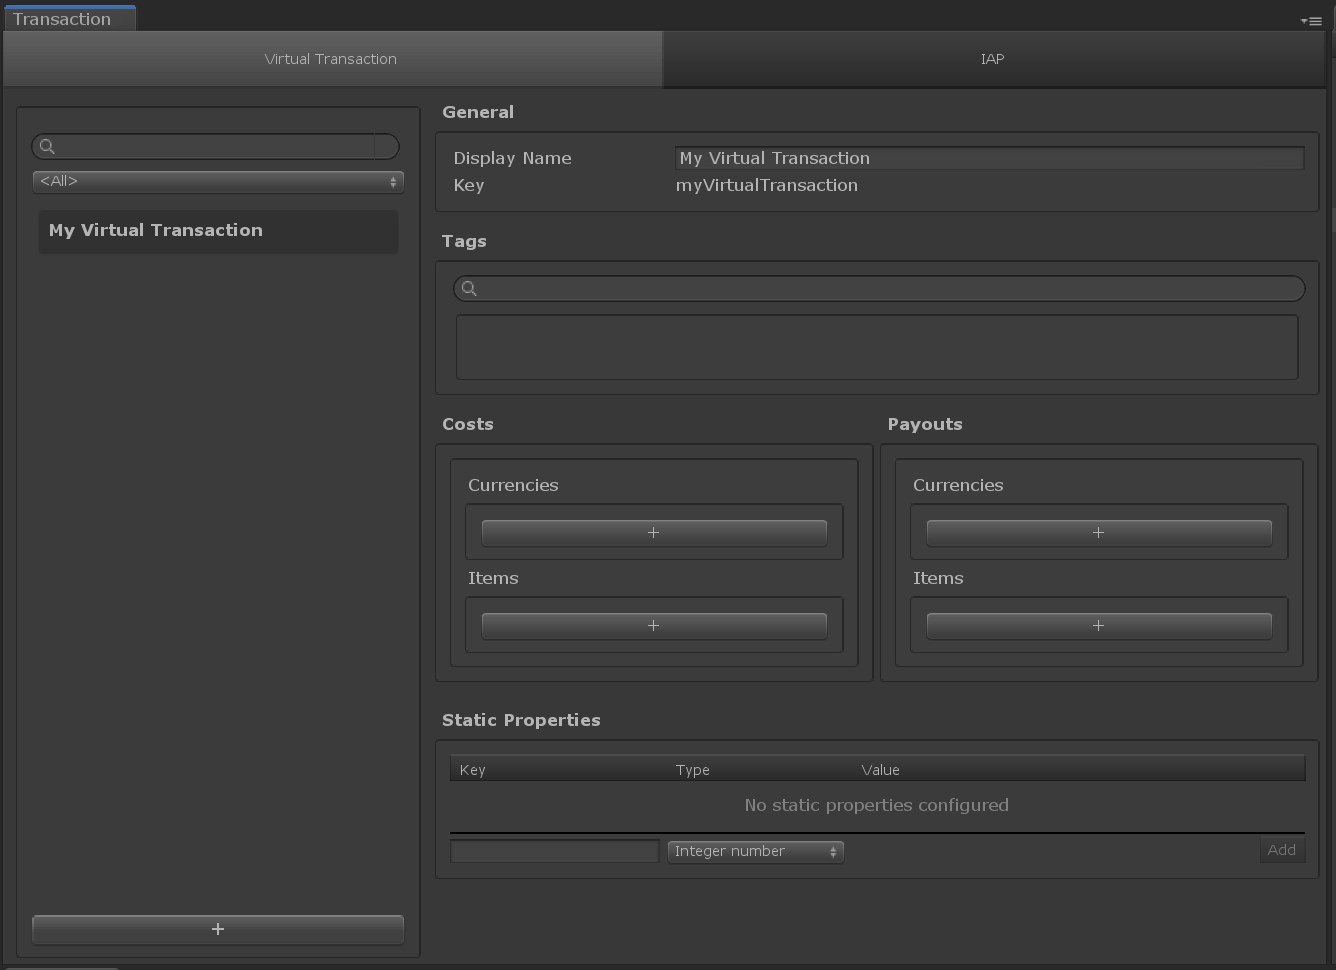 Transaction
Virtual Transaction
IAP
<All>
My Virtual Transaction
+
General
Display Name My Virtual Transaction
Key myVirtualTransaction
Tags
Costs
Currencies
+
Items
+
Payouts
Currencies
+
Items
+
Static Properties
Key Type Value
No static properties configured
Integer number Add